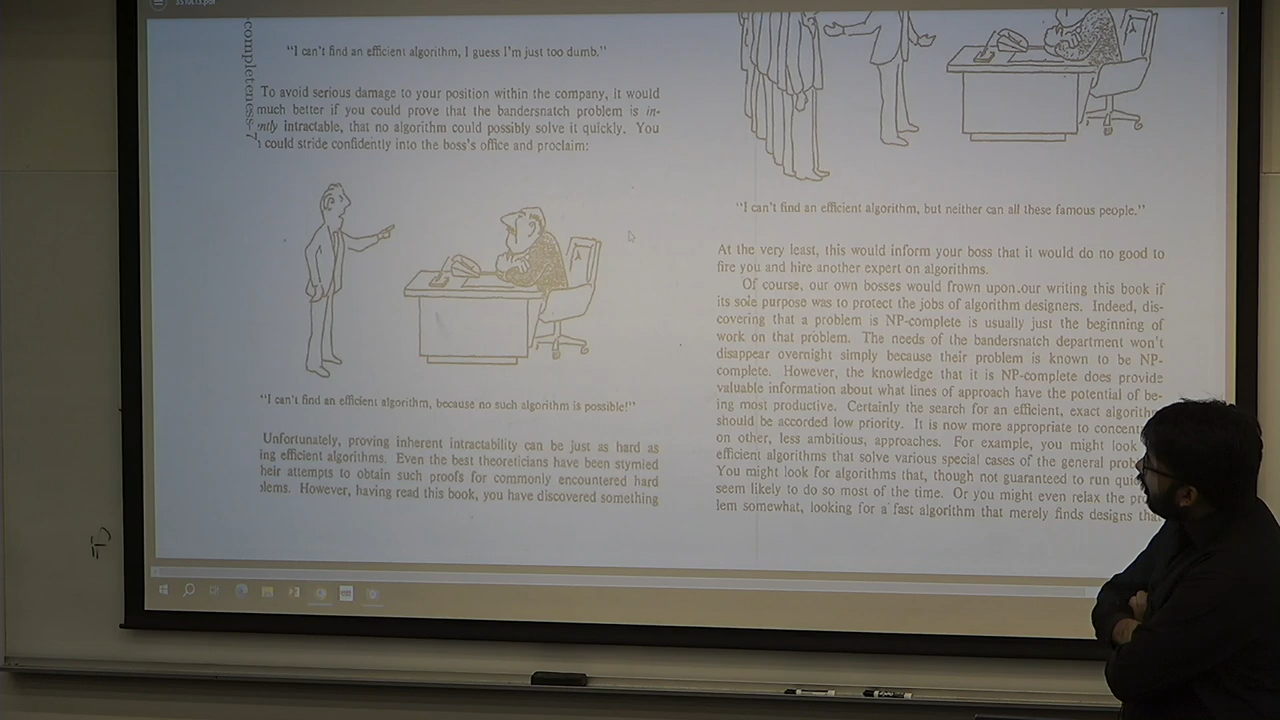 completeness-7
"I can't find an efficient algorithm, I guess I'm just too dumb."
To avoid serious damage to your position within the company, it would
much better if you could prove that the bandersnatch problem is in-
ntly intractable, that no algorithm could possibly solve it quickly. You
could stride confidently into the boss's office and proclaim:
"I can't find an efficient algorithm, because no such algorithm is possible!"
Unfortunately, proving inherent intractability can be just as hard as
ing efficient algorithms. Even the best theoreticians have been stymied
heir attempts to obtain such proofs for commonly encountered hard
lems. However, having read this book, you have discovered something
"I can't find an efficient algorithm, but neither can all these famous people."
At the very least, this would inform your boss that it would do no good to
fire you and hire another expert on algorithms.
Of course, our own bosses would frown upon our writing this book if
its sole purpose was to protect the jobs of algorithm designers. Indeed, dis-
covering that a problem is NP-complete is usually just the beginning of
work on that problem. The needs of the bandersnatch department won't
disappear overnight simply because their problem is known to be NP-
complete. However, the knowledge that it is NP-complete does provide
valuable information about what lines of approach have the potential of be-
ing most productive. Certainly the search for an efficient, exact algorithm
should be accorded low priority. It is now more appropriate to concent
on other, less ambitious, approaches. For example, you might look
efficient algorithms that solve various special cases of the general prob
You might look for algorithms that, though not guaranteed to run quic
seem likely to do so most of the time. Or you might even relax the pro
lem somewhat, looking for a fast algorithm that merely finds designs tha